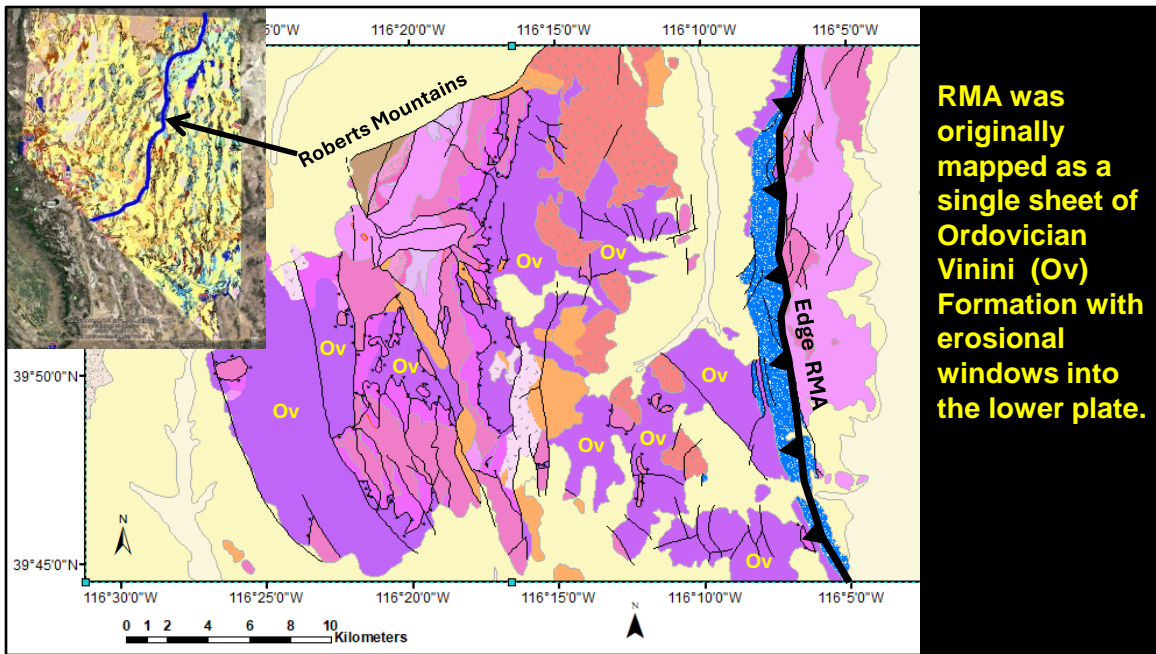 5'0"W
116°20'0"W
116°15'0"W
116°10'0"W
116°5'0"W
Roberts Mountains
RMA was
originally
mapped as a
single sheet of
Ordovician
Vinini (Ov)
Formation with
erosional
windows into
the lower plate.
Ov
Ov
Edge RMA
Ov
Ov
Ov
39°50'0"N
Ov
Ov
Ov
N
Ov
39°45'0"N
116°30'0"W
116°25'0"W
116°20'0"W
116°15'0"W
116°10'0"W
116°5'0"W
0 1 2 4 6 8 10
Kilometers
N